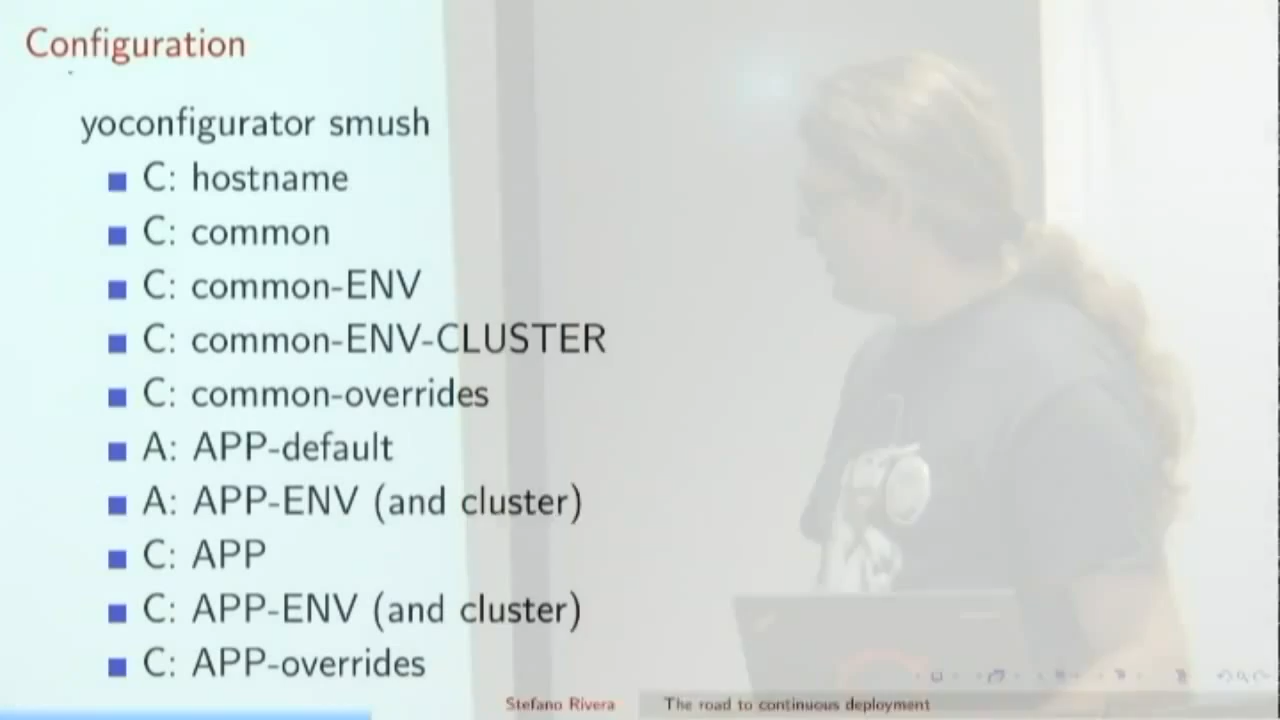 Configuration
yoconfigurator smush
C: hostname
C: common
C: common-ENV
C: common-ENV-CLUSTER
C: common-overrides
A: APP-default
A: APP-ENV (and cluster)
C: APP
C: APP-ENV (and cluster)
C: APP-overrides
Stefano Rivera The road to continuous deployment